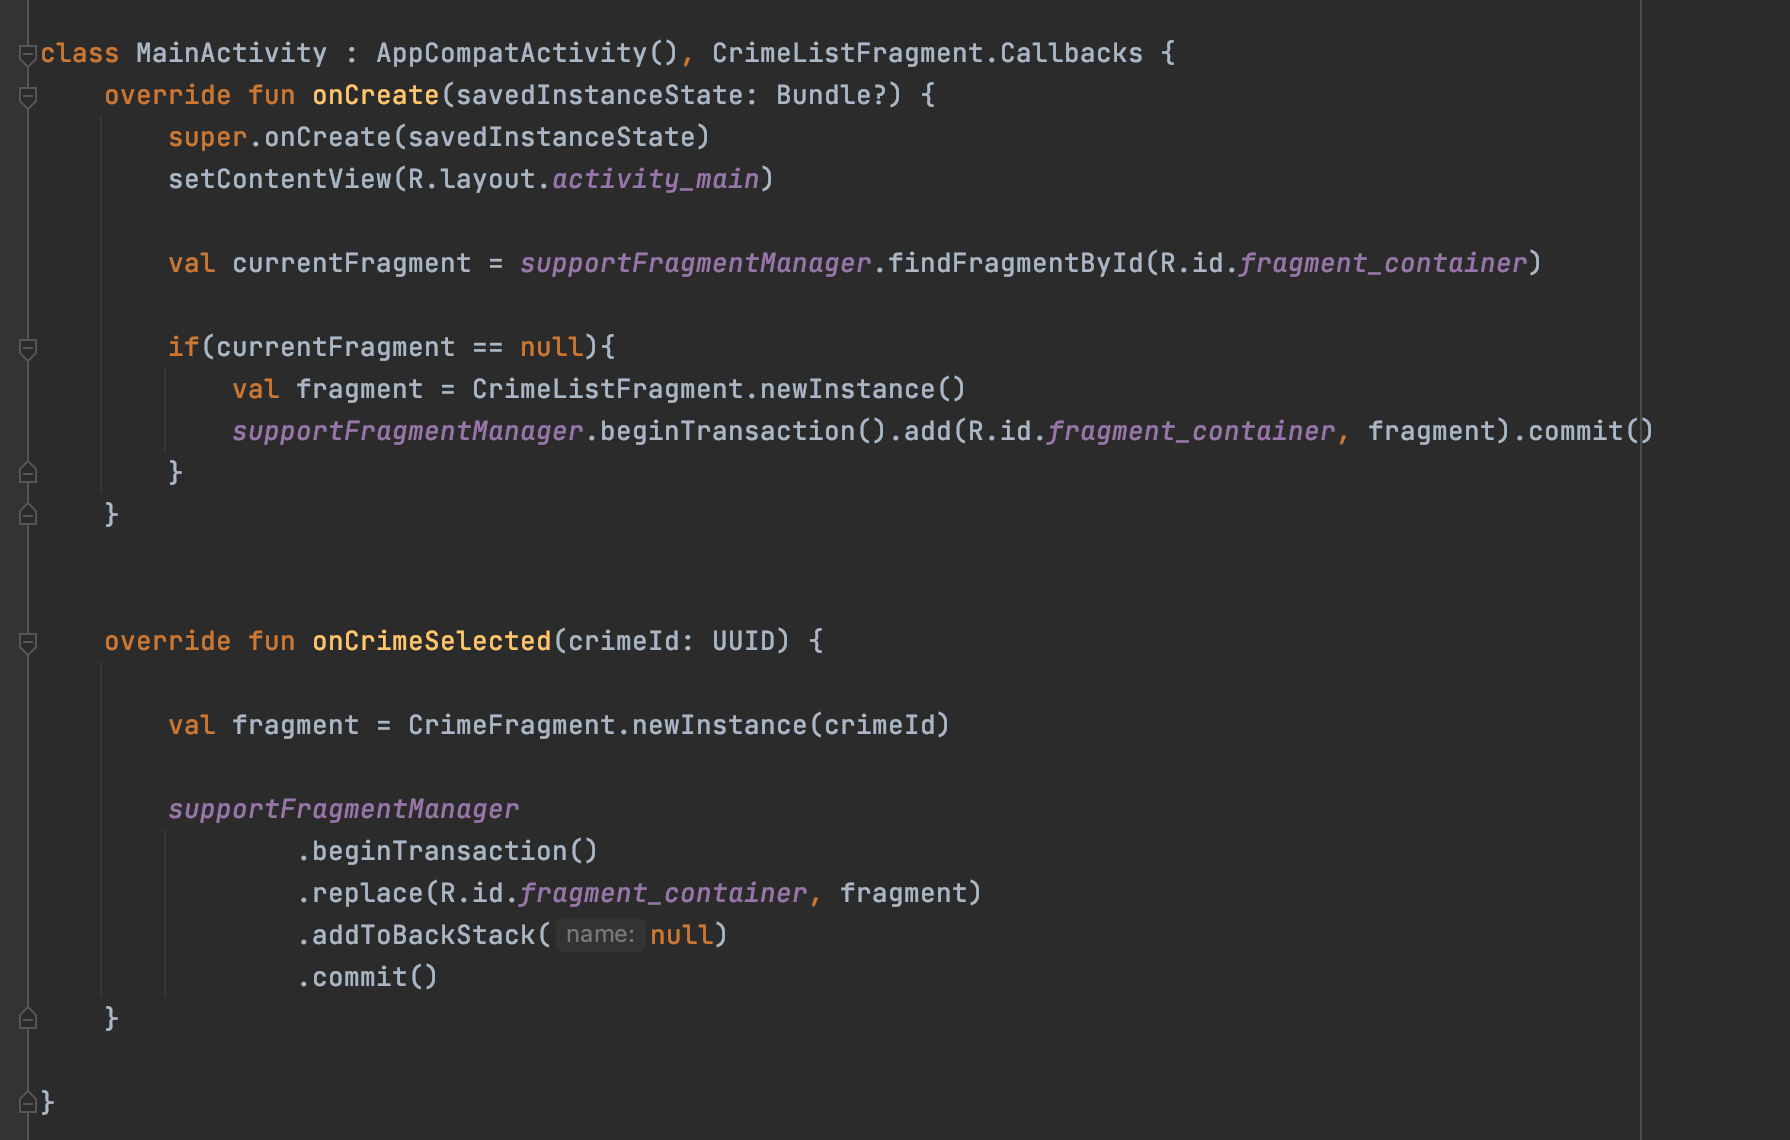 class MainActivity : AppCompatActivity(), CrimeListFragment.Callbacks {
override fun onCreate(savedInstanceState: Bundle?) {
super.onCreate(savedInstanceState)
setContentView(R.layout.activity_main)
val currentFragment = supportFragmentManager.findFragmentById(R.id.fragment_container)
if(currentFragment == null){
val fragment = CrimeListFragment.newInstance()
supportFragmentManager.beginTransaction().add(R.id.fragment_container, fragment).commit()
}
}
override fun onCrimeSelected(crimeId: UUID) {
val fragment = CrimeFragment.newInstance(crimeId)
supportFragmentManager
.beginTransaction()
.replace(R.id.fragment_container, fragment)
.addToBackStack( name: null)
.commit()
}
}